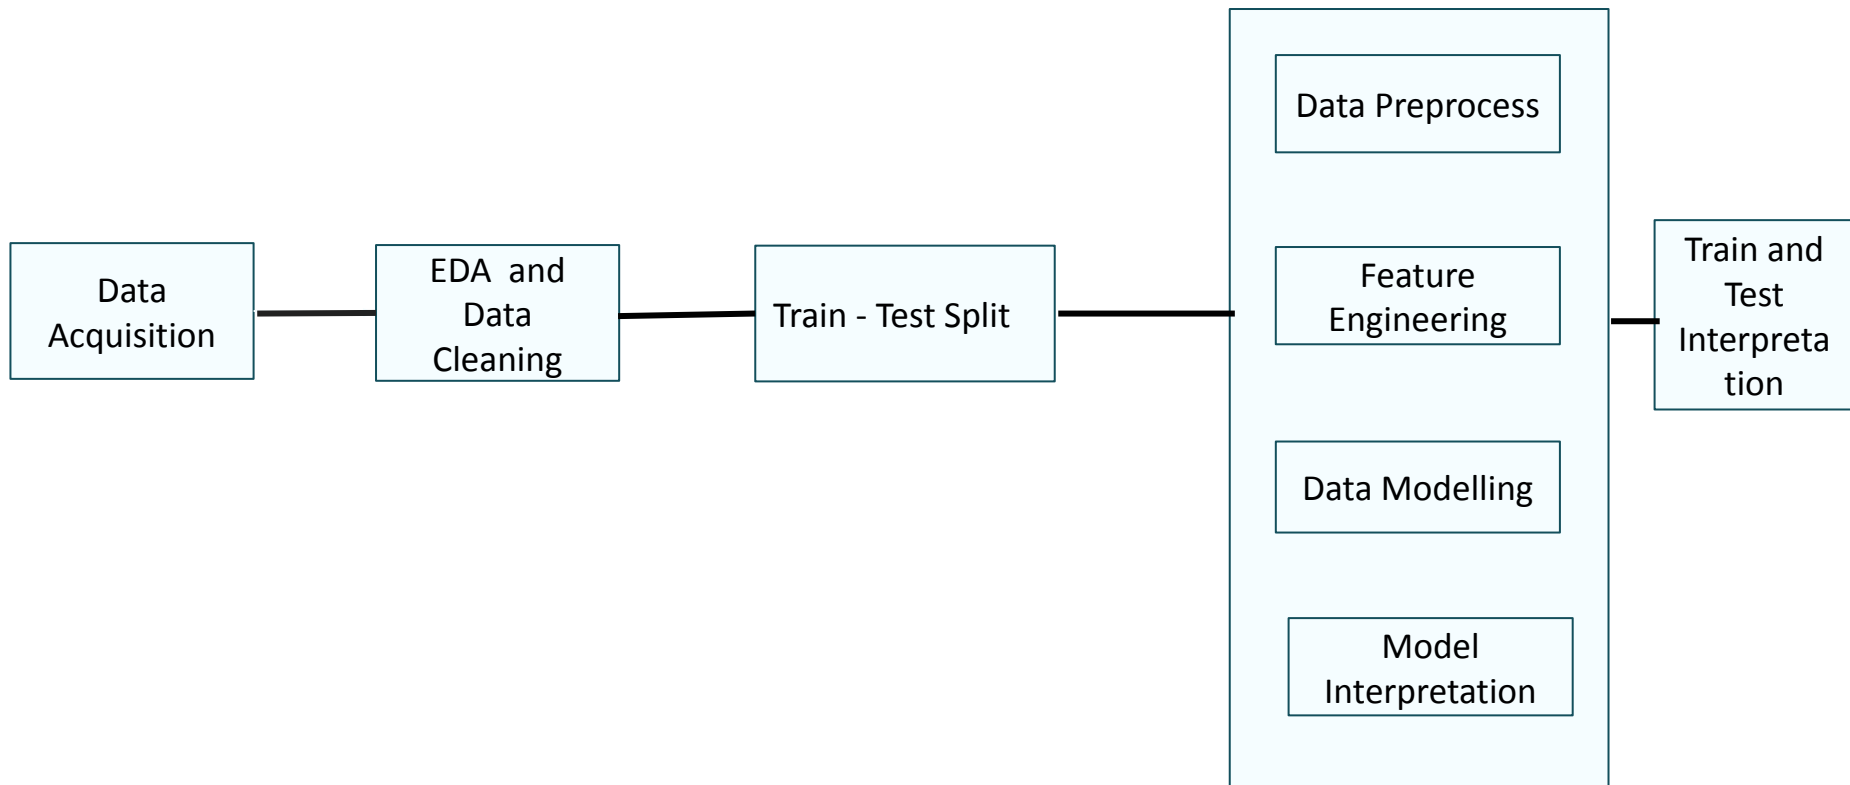 Data
Acquisition
EDA  and
Data
Cleaning
Train - Test Split
Data Preprocess
Feature
Engineering
Data Modelling
Model
Interpretation
Train and
Test
Interpreta
tion